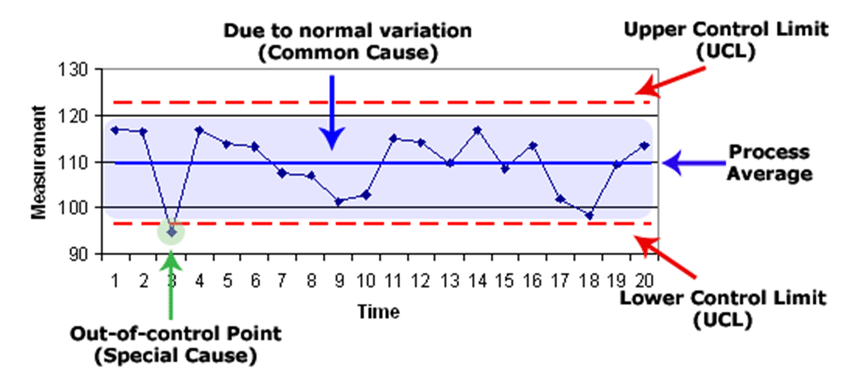 Due to normal variation
(Common Cause)
Upper Control Limit
(UCL)
130
120
110
100
90
Measurement
Process
Average
1 2 3 4 5 6 7 8 9 10 11 12 13 14 15 16 17 18 19 20
Time
Lower Control Limit
(UCL)
Out-of-control Point
(Special Cause)